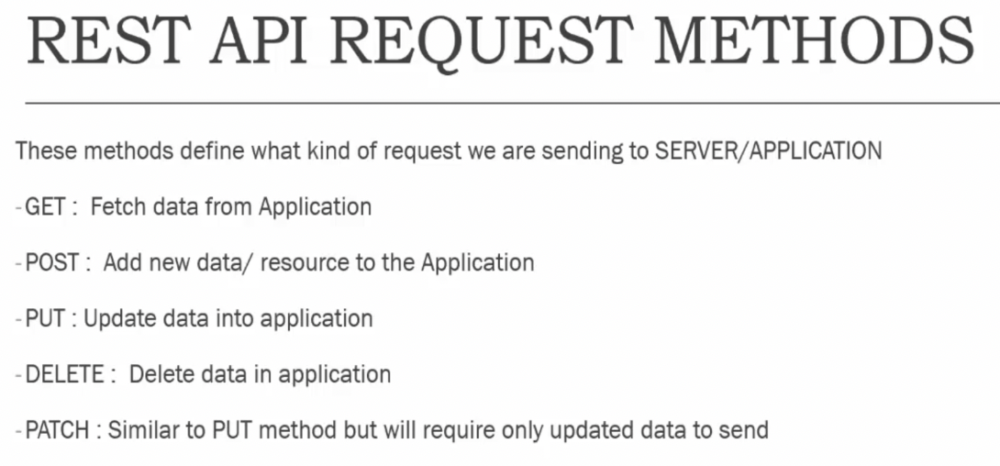 REST API REQUEST METHODS
These methods define what kind of request we are sending to SERVER/APPLICATION
-GET :  Fetch data from Application
-POST :  Add new data/ resource to the Application
-PUT : Update data into application
-DELETE :  Delete data in application
-PATCH : Similar to PUT method but will require only updated data to send